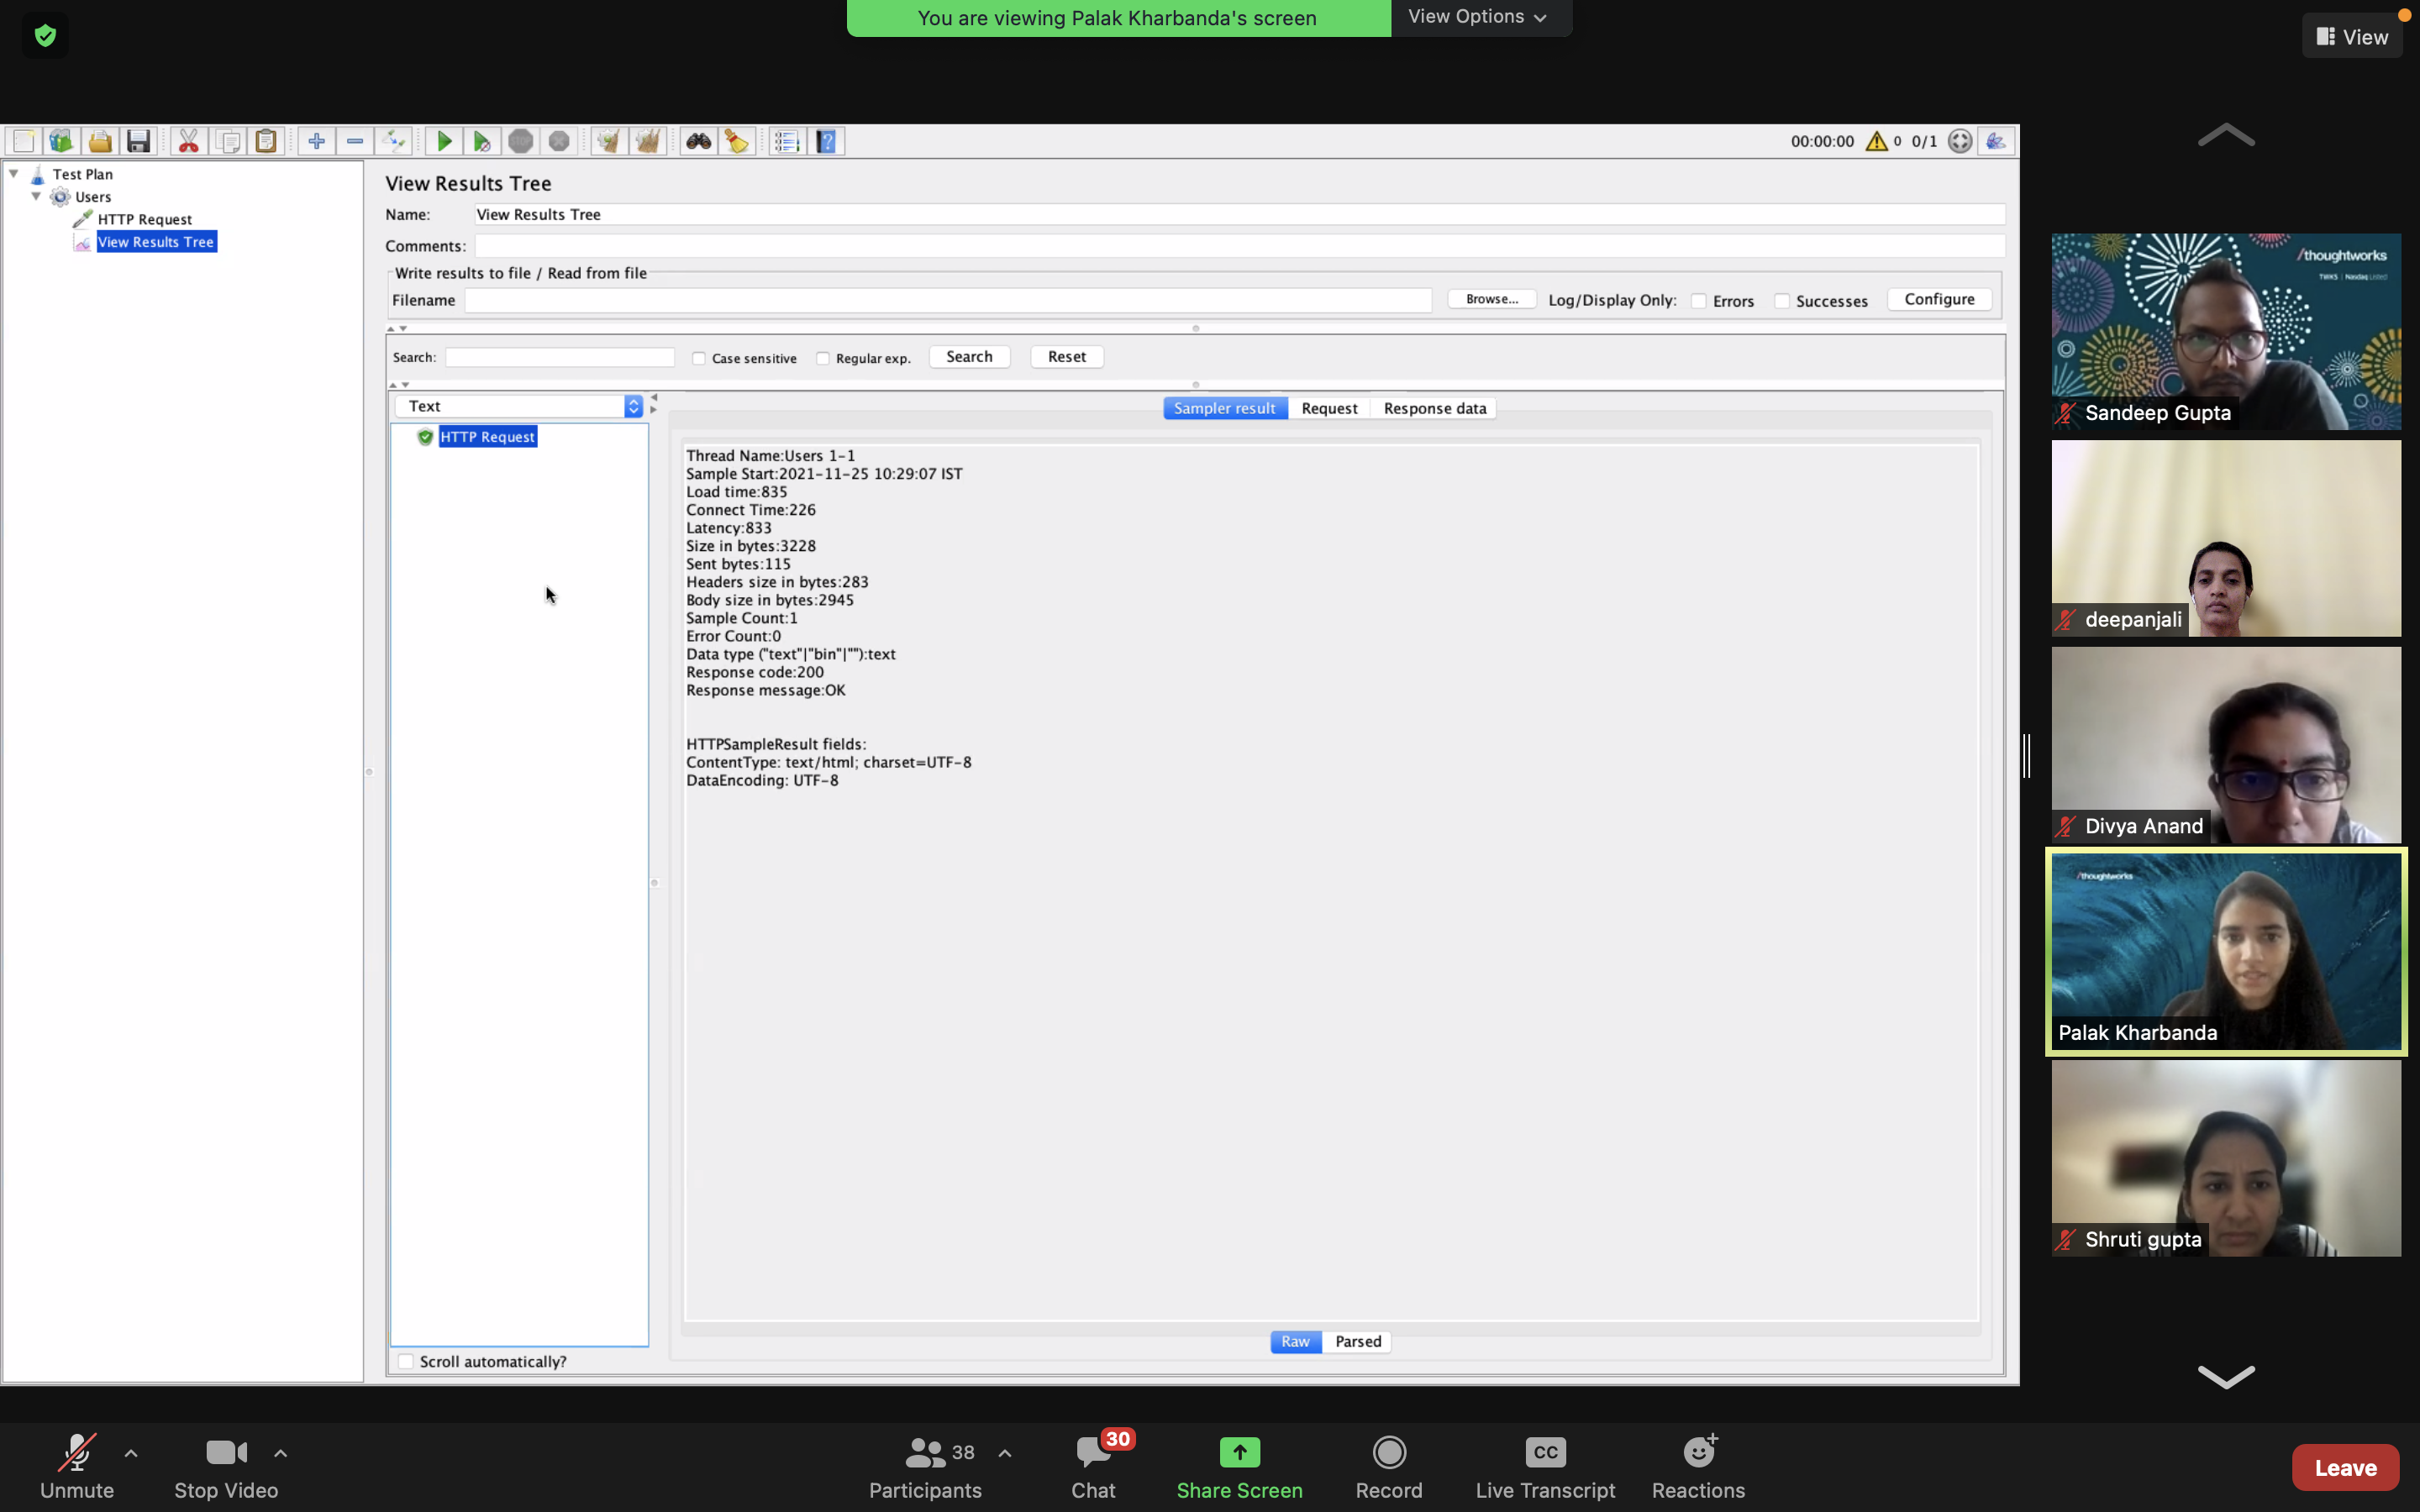 You are viewing Palak Kharbanda's screen
View Options
View
00:00:00
0
0/1
Test Plan
Users
HTTP Request
View Results Tree
View Results Tree
Name: View Results Tree
Comments:
Write results to file / Read from file
Filename
Browse...
Log/Display Only:
Errors
Successes
Configure
Search:
Case sensitive
Regular exp.
Search
Reset
Text
HTTP Request
Sampler result
Request
Response data
Thread Name:Users 1-1
Sample Start:2021-11-25 10:29:07 IST
Load time:835
Connect Time:226
Latency:833
Size in bytes:3228
Sent bytes:115
Headers size in bytes:283
Body size in bytes:2945
Sample Count:1
Error Count:0
Data type ("text"|"bin"|""):text
Response code:200
Response message:OK
HTTPSampleResult fields:
ContentType: text/html; charset=UTF-8
DataEncoding: UTF-8
Raw
Parsed
Scroll automatically?
/thoughtworks
TWKS | Nasdaq Listed
Sandeep Gupta
deepanjali
Divya Anand
/thoughtworks
Palak Kharbanda
Shruti gupta
Unmute
Stop Video
38
Participants
30
Chat
Share Screen
Record
CC
Live Transcript
Reactions
Leave